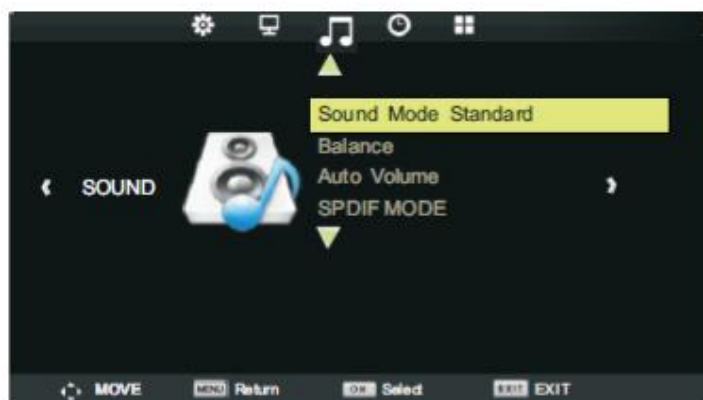 Sound Mode Standard
Balance
SOUND
Auto Volume
SPDIF MODE
MOVE
MENU Return
OK Select
EXIT EXIT